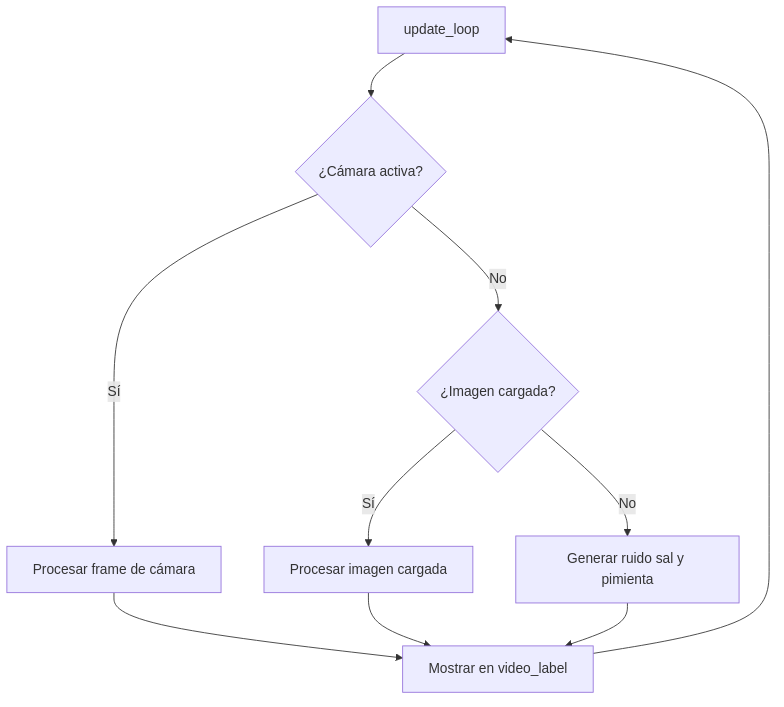 update_loop
¿Cámara activa?
No
Sí
¿Imagen cargada?
Sí
No
Procesar frame de cámara
Procesar imagen cargada
Generar ruido sal y
pimienta
Mostrar en video_label